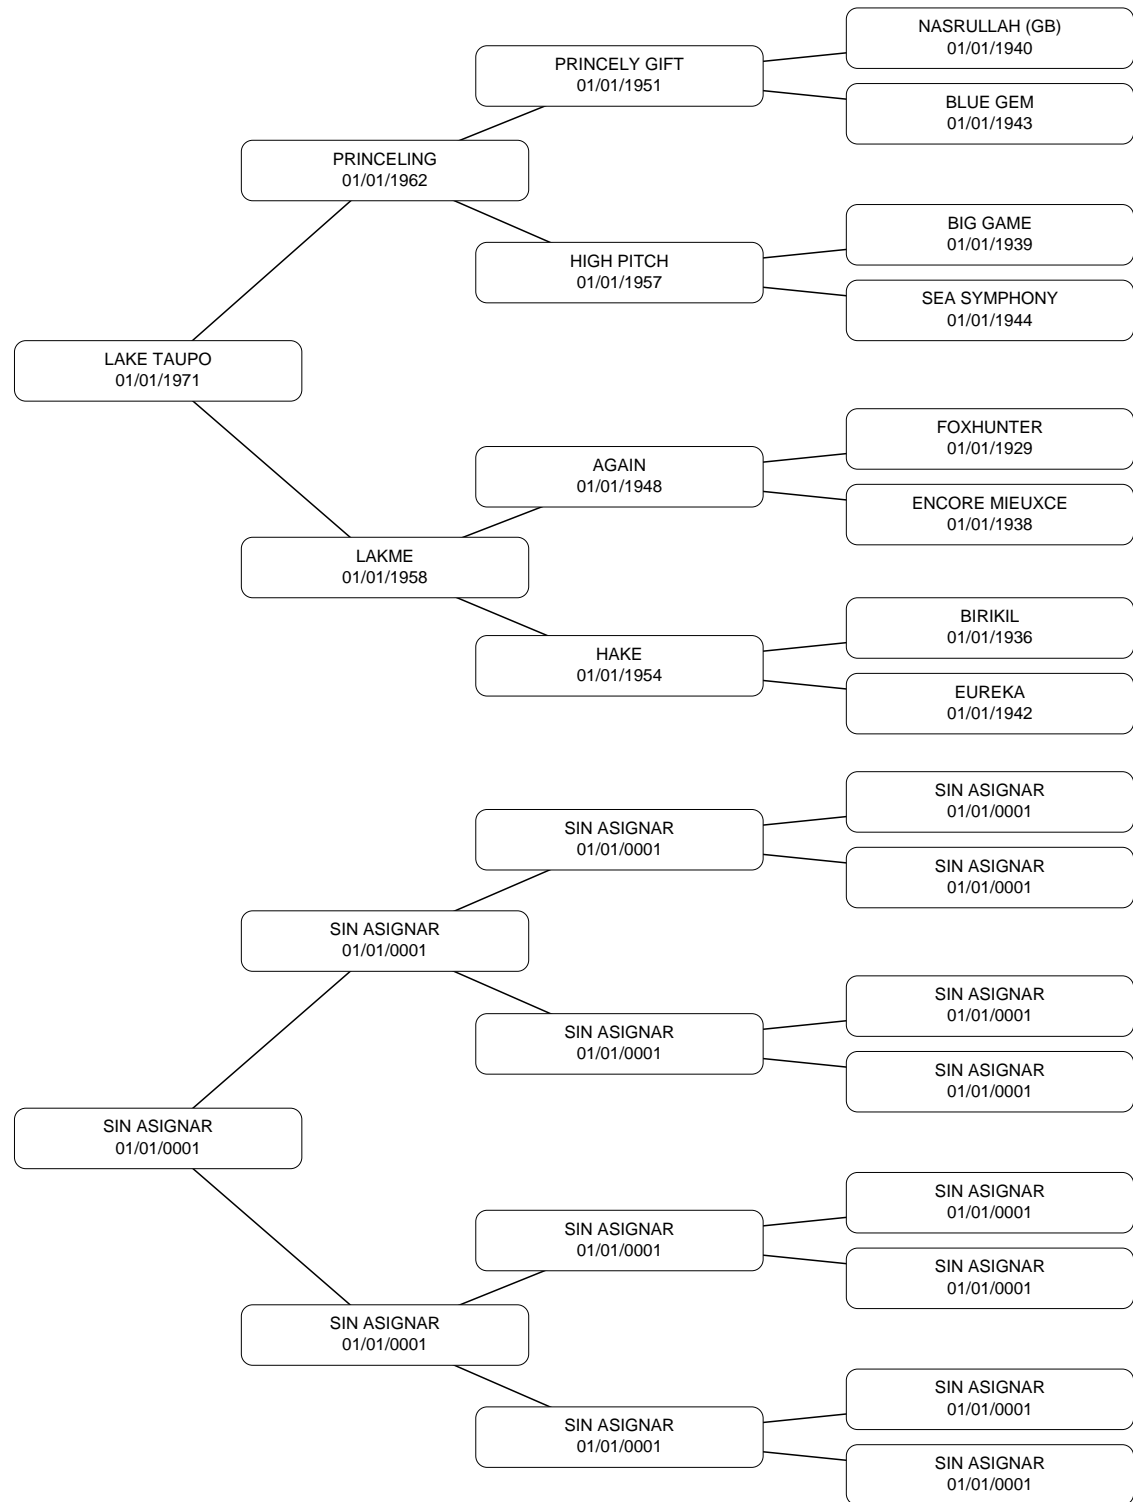 NASRULLAH (GB)
01/01/1940
PRINCELY GIFT
01/01/1951
BLUE GEM
01/01/1943
PRINCELING
01/01/1962
BIG GAME
01/01/1939
HIGH PITCH
01/01/1957
SEA SYMPHONY
01/01/1944
LAKE TAUPO
01/01/1971
FOXHUNTER
01/01/1929
AGAIN
01/01/1948
ENCORE MIEUXCE
01/01/1938
LAKME
01/01/1958
BIRIKIL
01/01/1936
HAKE
01/01/1954
EUREKA
01/01/1942
SIN ASIGNAR
01/01/0001
SIN ASIGNAR
01/01/0001
SIN ASIGNAR
01/01/0001
SIN ASIGNAR
01/01/0001
SIN ASIGNAR
01/01/0001
SIN ASIGNAR
01/01/0001
SIN ASIGNAR
01/01/0001
SIN ASIGNAR
01/01/0001
SIN ASIGNAR
01/01/0001
SIN ASIGNAR
01/01/0001
SIN ASIGNAR
01/01/0001
SIN ASIGNAR
01/01/0001
SIN ASIGNAR
01/01/0001
SIN ASIGNAR
01/01/0001
SIN ASIGNAR
01/01/0001